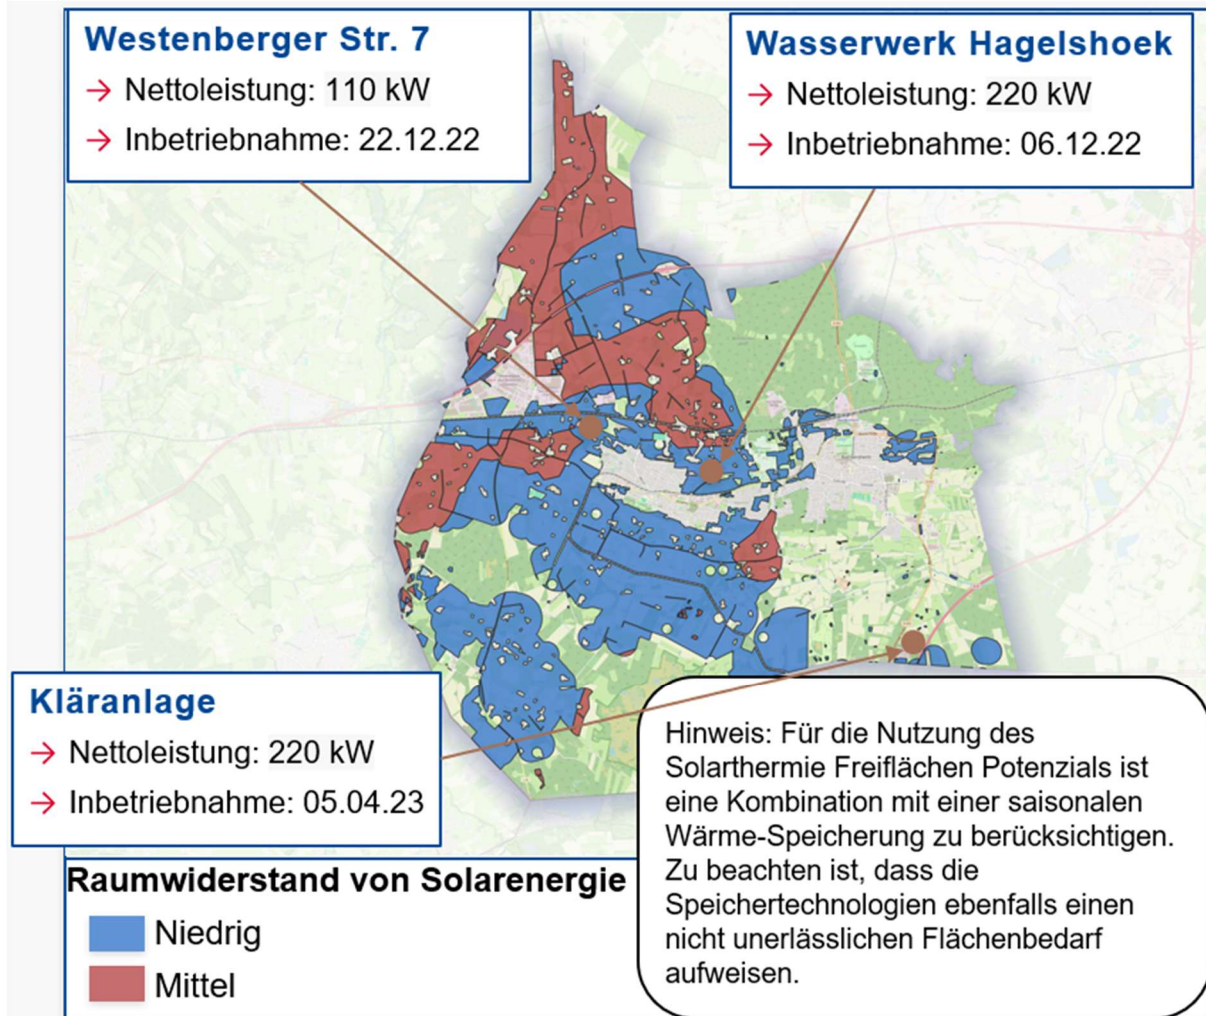 Westenberger Str. 7
→ Nettoleistung: 110 kW
→ Inbetriebnahme: 22.12.22
Wasserwerk Hagelshoek
→ Nettoleistung: 220 kW
→ Inbetriebnahme: 06.12.22
Kläranlage
→ Nettoleistung: 220 kW
→ Inbetriebnahme: 05.04.23
Hinweis: Für die Nutzung des
Solarthermie Freiflächen Potenzials ist
eine Kombination mit einer saisonalen
Wärme-Speicherung zu berücksichtigen.
Zu beachten ist, dass die
Speichertechnologien ebenfalls einen
nicht unerlässlichen Flächenbedarf
aufweisen.
Raumwiderstand von Solarenergie
Niedrig
Mittel